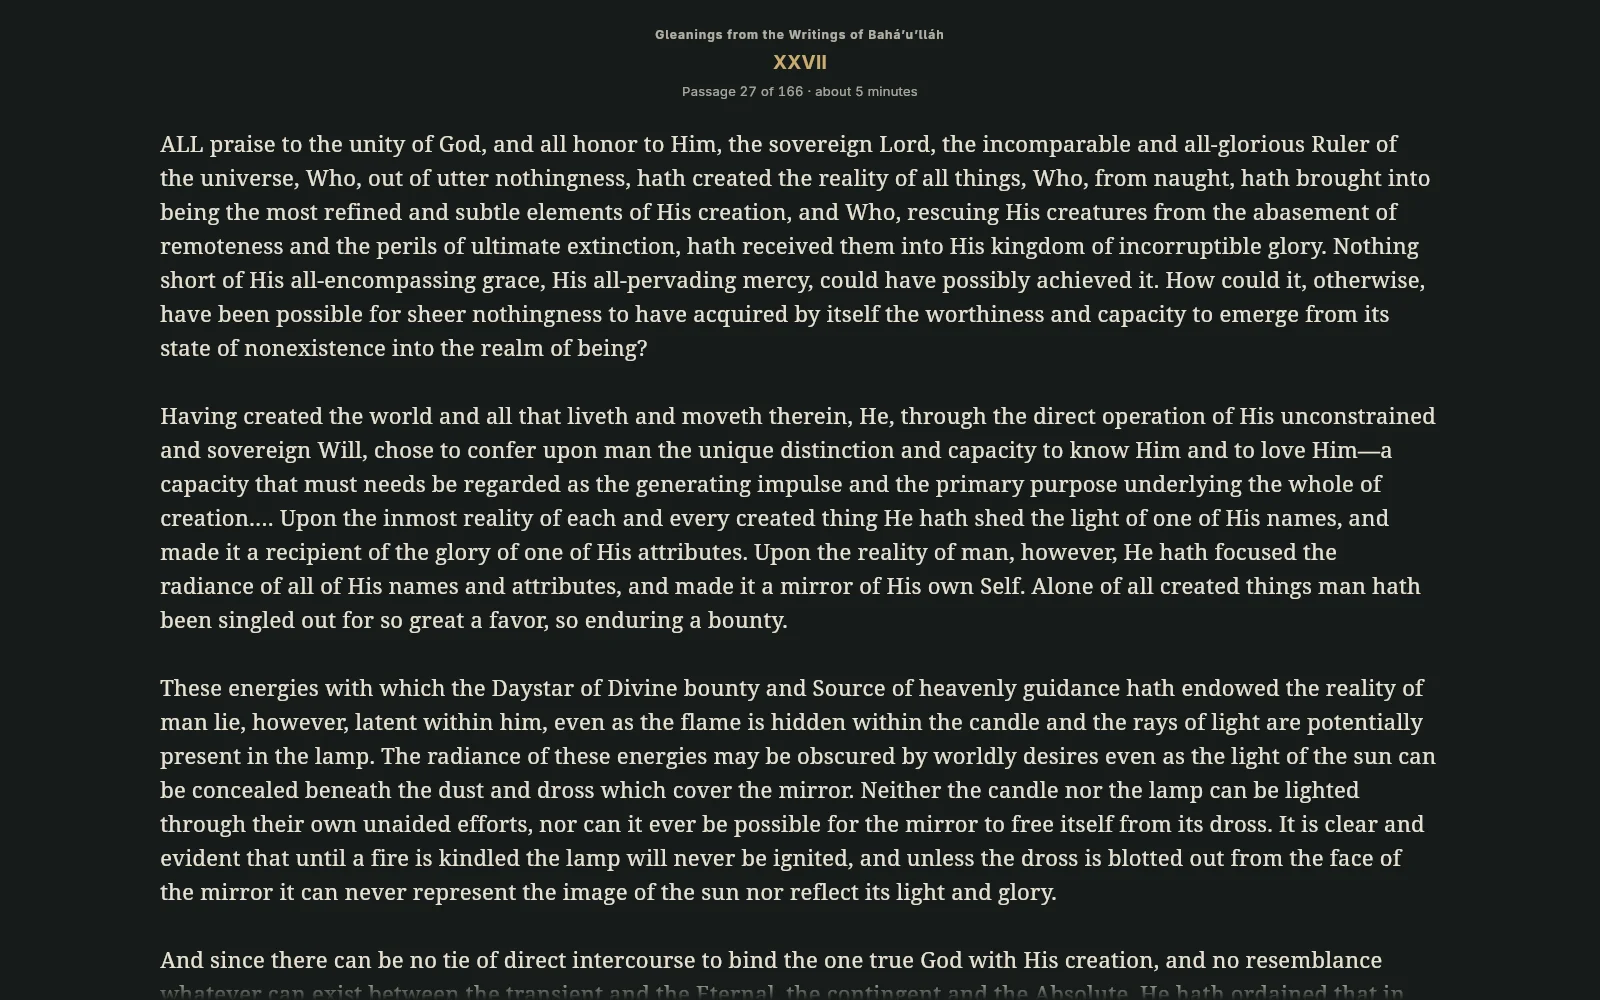 Gleanings from the Writings of Bahá’u’lláh
XXVII
Passage 27 of 166 · about 5 minutes
ALL praise to the unity of God, and all honor to Him, the sovereign Lord, the incomparable and all-glorious Ruler of
the universe, Who, out of utter nothingness, hath created the reality of all things, Who, from naught, hath brought into
being the most refined and subtle elements of His creation, and Who, rescuing His creatures from the abasement of
remoteness and the perils of ultimate extinction, hath received them into His kingdom of incorruptible glory. Nothing
short of His all-encompassing grace, His all-pervading mercy, could have possibly achieved it. How could it, otherwise,
have been possible for sheer nothingness to have acquired by itself the worthiness and capacity to emerge from its
state of nonexistence into the realm of being?
Having created the world and all that liveth and moveth therein, He, through the direct operation of His unconstrained
and sovereign Will, chose to confer upon man the unique distinction and capacity to know Him and to love Him—a
capacity that must needs be regarded as the generating impulse and the primary purpose underlying the whole of
creation.... Upon the inmost reality of each and every created thing He hath shed the light of one of His names, and
made it a recipient of the glory of one of His attributes. Upon the reality of man, however, He hath focused the
radiance of all of His names and attributes, and made it a mirror of His own Self. Alone of all created things man hath
been singled out for so great a favor, so enduring a bounty.
These energies with which the Daystar of Divine bounty and Source of heavenly guidance hath endowed the reality of
man lie, however, latent within him, even as the flame is hidden within the candle and the rays of light are potentially
present in the lamp. The radiance of these energies may be obscured by worldly desires even as the light of the sun can
be concealed beneath the dust and dross which cover the mirror. Neither the candle nor the lamp can be lighted
through their own unaided efforts, nor can it ever be possible for the mirror to free itself from its dross. It is clear and
evident that until a fire is kindled the lamp will never be ignited, and unless the dross is blotted out from the face of
the mirror it can never represent the image of the sun nor reflect its light and glory.
And since there can be no tie of direct intercourse to bind the one true God with His creation, and no resemblance
whatever can exist between the transient and the Eternal, the contingent and the Absolute, He hath ordained that in